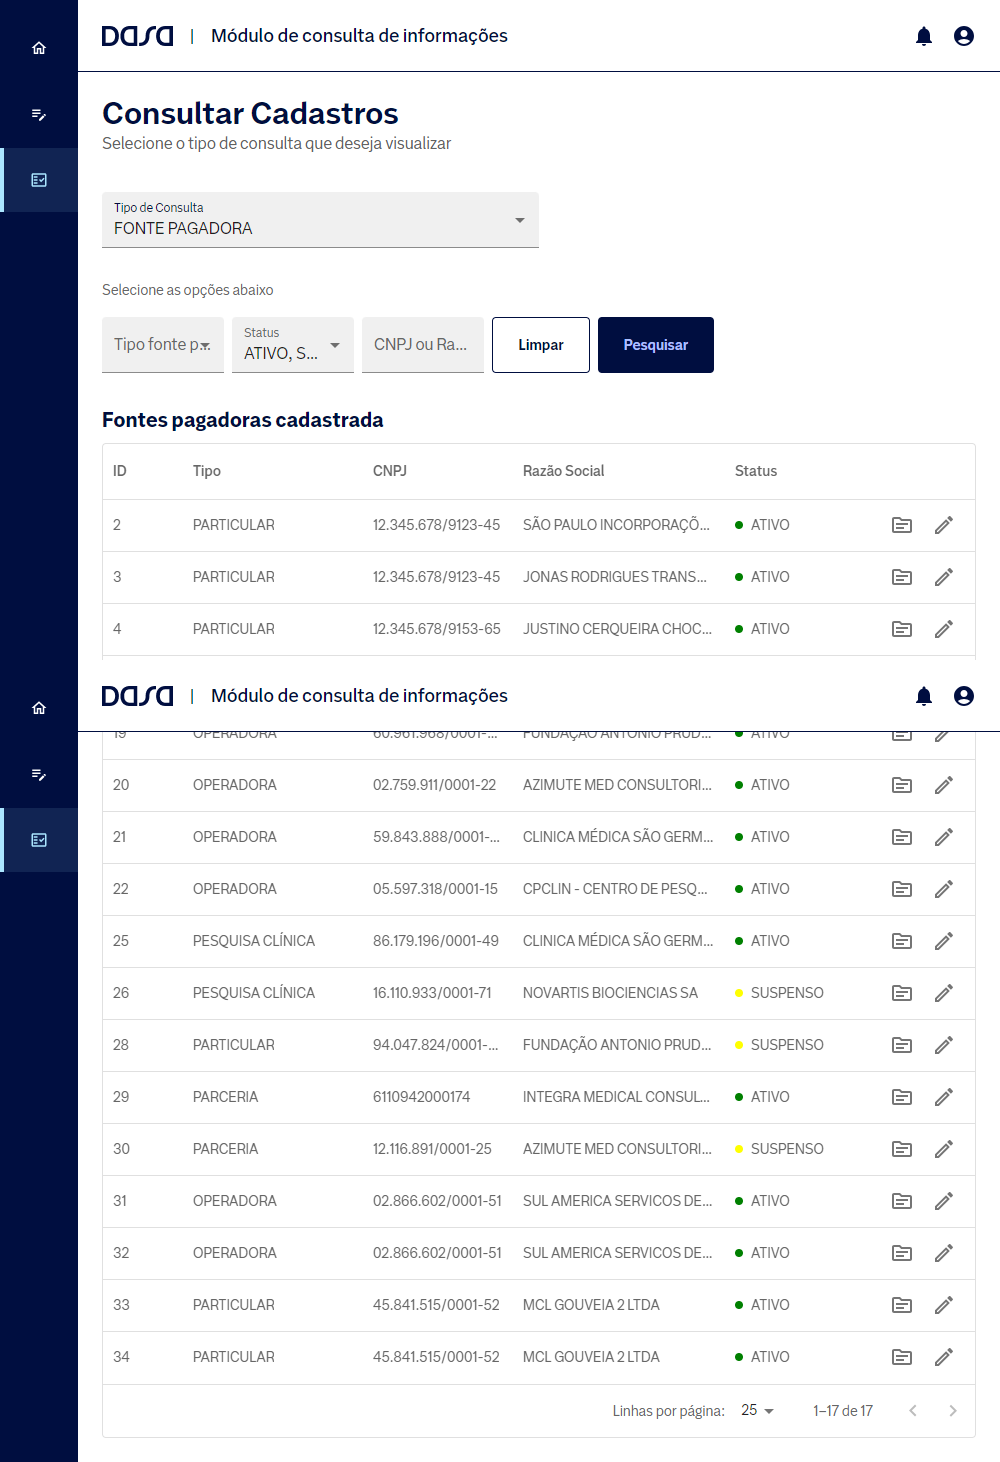 DASA | Módulo de consulta de informações
Consultar Cadastros
Selecione o tipo de consulta que deseja visualizar
Tipo de Consulta
FONTE PAGADORA
Selecione as opções abaixo
Tipo fonte p... Status ATIVO, S... CNPJ ou Ra... Limpar Pesquisar
Fontes pagadoras cadastrada
ID Tipo CNPJ Razão Social Status
2 PARTICULAR 12.345.678/9123-45 SÃO PAULO INCORPORAÇÕ... ATIVO
3 PARTICULAR 12.345.678/9123-45 JONAS RODRIGUES TRANS... ATIVO
4 PARTICULAR 12.345.678/9153-65 JUSTINO CERQUEIRA CHOC... ATIVO
DASA | Módulo de consulta de informações
19 OPERADORA 60.961.968/0001-... FUNDAÇÃO ANTONIO PRUD... ATIVO
20 OPERADORA 02.759.911/0001-22 AZIMUTE MED CONSULTORI... ATIVO
21 OPERADORA 59.843.888/0001-... CLINICA MÉDICA SÃO GERM... ATIVO
22 OPERADORA 05.597.318/0001-15 CPCLIN - CENTRO DE PESQ... ATIVO
25 PESQUISA CLÍNICA 86.179.196/0001-49 CLINICA MÉDICA SÃO GERM... ATIVO
26 PESQUISA CLÍNICA 16.110.933/0001-71 NOVARTIS BIOCIENCIAS SA SUSPENSO
28 PARTICULAR 94.047.824/0001-... FUNDAÇÃO ANTONIO PRUD... SUSPENSO
29 PARCERIA 6110942000174 INTEGRA MEDICAL CONSUL... ATIVO
30 PARCERIA 12.116.891/0001-25 AZIMUTE MED CONSULTORI... SUSPENSO
31 OPERADORA 02.866.602/0001-51 SUL AMERICA SERVICOS DE... ATIVO
32 OPERADORA 02.866.602/0001-51 SUL AMERICA SERVICOS DE... ATIVO
33 PARTICULAR 45.841.515/0001-52 MCL GOUVEIA 2 LTDA ATIVO
34 PARTICULAR 45.841.515/0001-52 MCL GOUVEIA 2 LTDA ATIVO
Linhas por página: 25 1–17 de 17